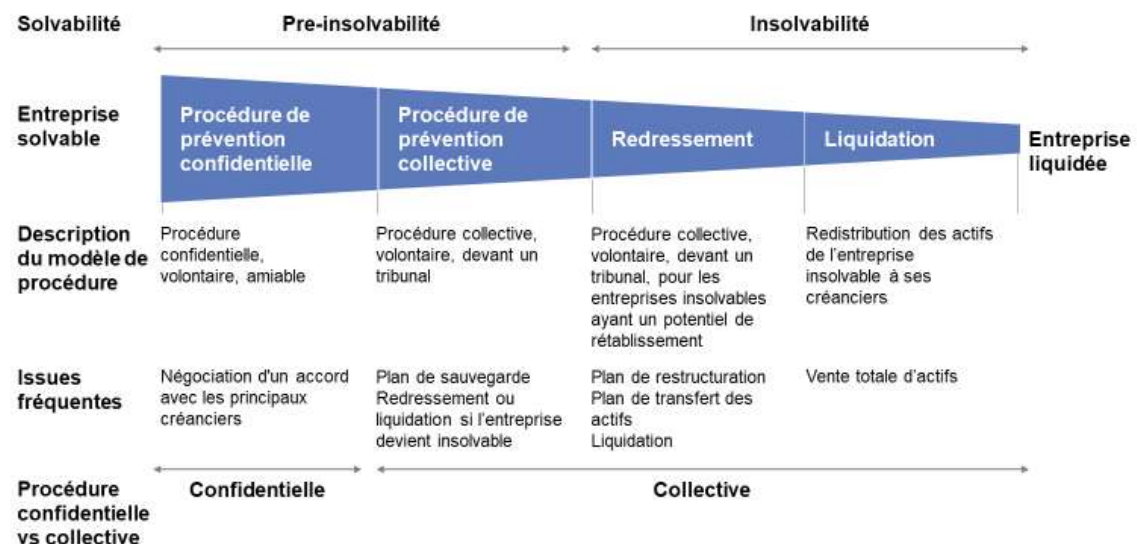 Solvabilité
Pre-insolvabilité
Insolvabilité
Entreprise
solvable
Procédure de
prévention
confidentielle
Procédure de
prévention
collective
Redressement
Liquidation
Entreprise
liquidée
Description
du modèle de
procédure
Procédure
confidentielle,
volontaire, amiable
Procédure collective,
volontaire, devant un
tribunal
Procédure collective,
volontaire, devant un
tribunal, pour les
entreprises insolvables
ayant un potentiel de
rétablissement
Redistribution des actifs
de l'entreprise
insolvable à ses
créanciers
Issues
fréquentes
Négociation d'un accord
avec les principaux
créanciers
Plan de sauvegarde
Redressement ou
liquidation si l'entreprise
devient insolvable
Plan de restructuration
Plan de transfert des
actifs
Liquidation
Vente totale d'actifs
Procédure
confidentielle
vs collective
Confidentielle
Collective